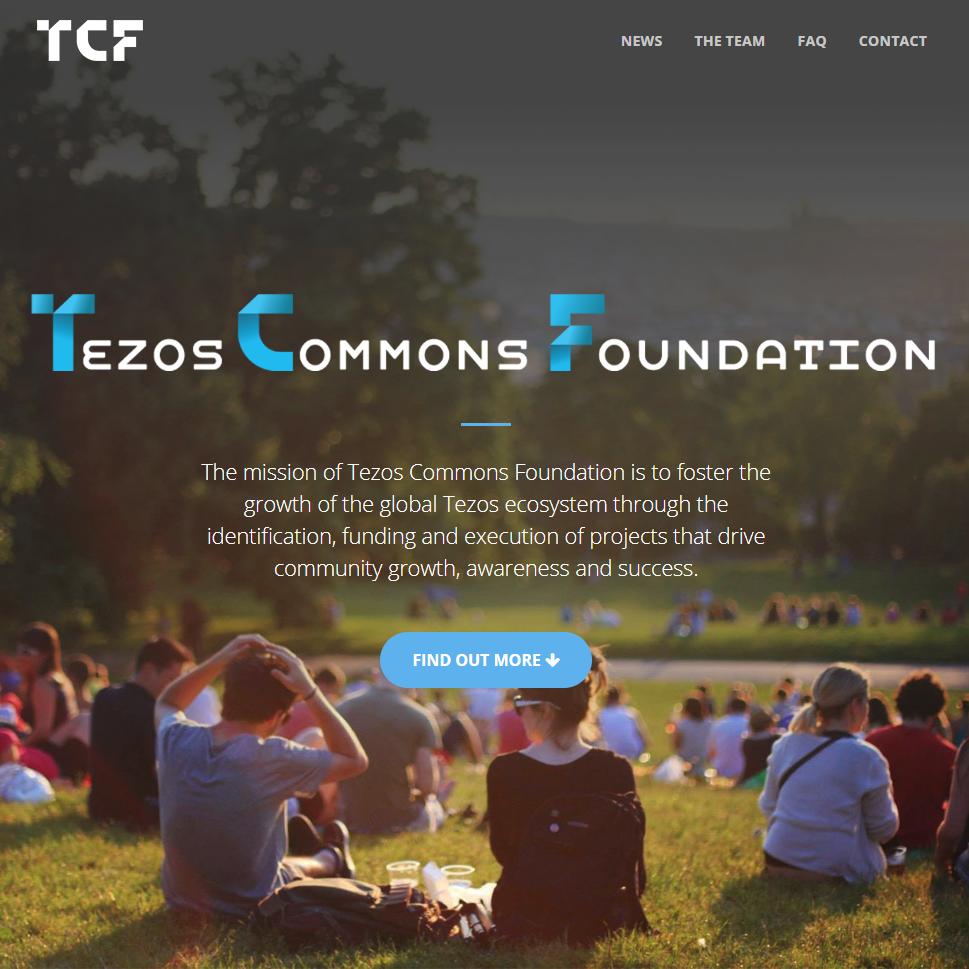 TCF
NEWS THE TEAM FAQ CONTACT
TEZOS COMMONS FOUNDATION
The mission of Tezos Commons Foundation is to foster the
growth of the global Tezos ecosystem through the
identification, funding and execution of projects that drive
community growth, awareness and success.
FIND OUT MORE